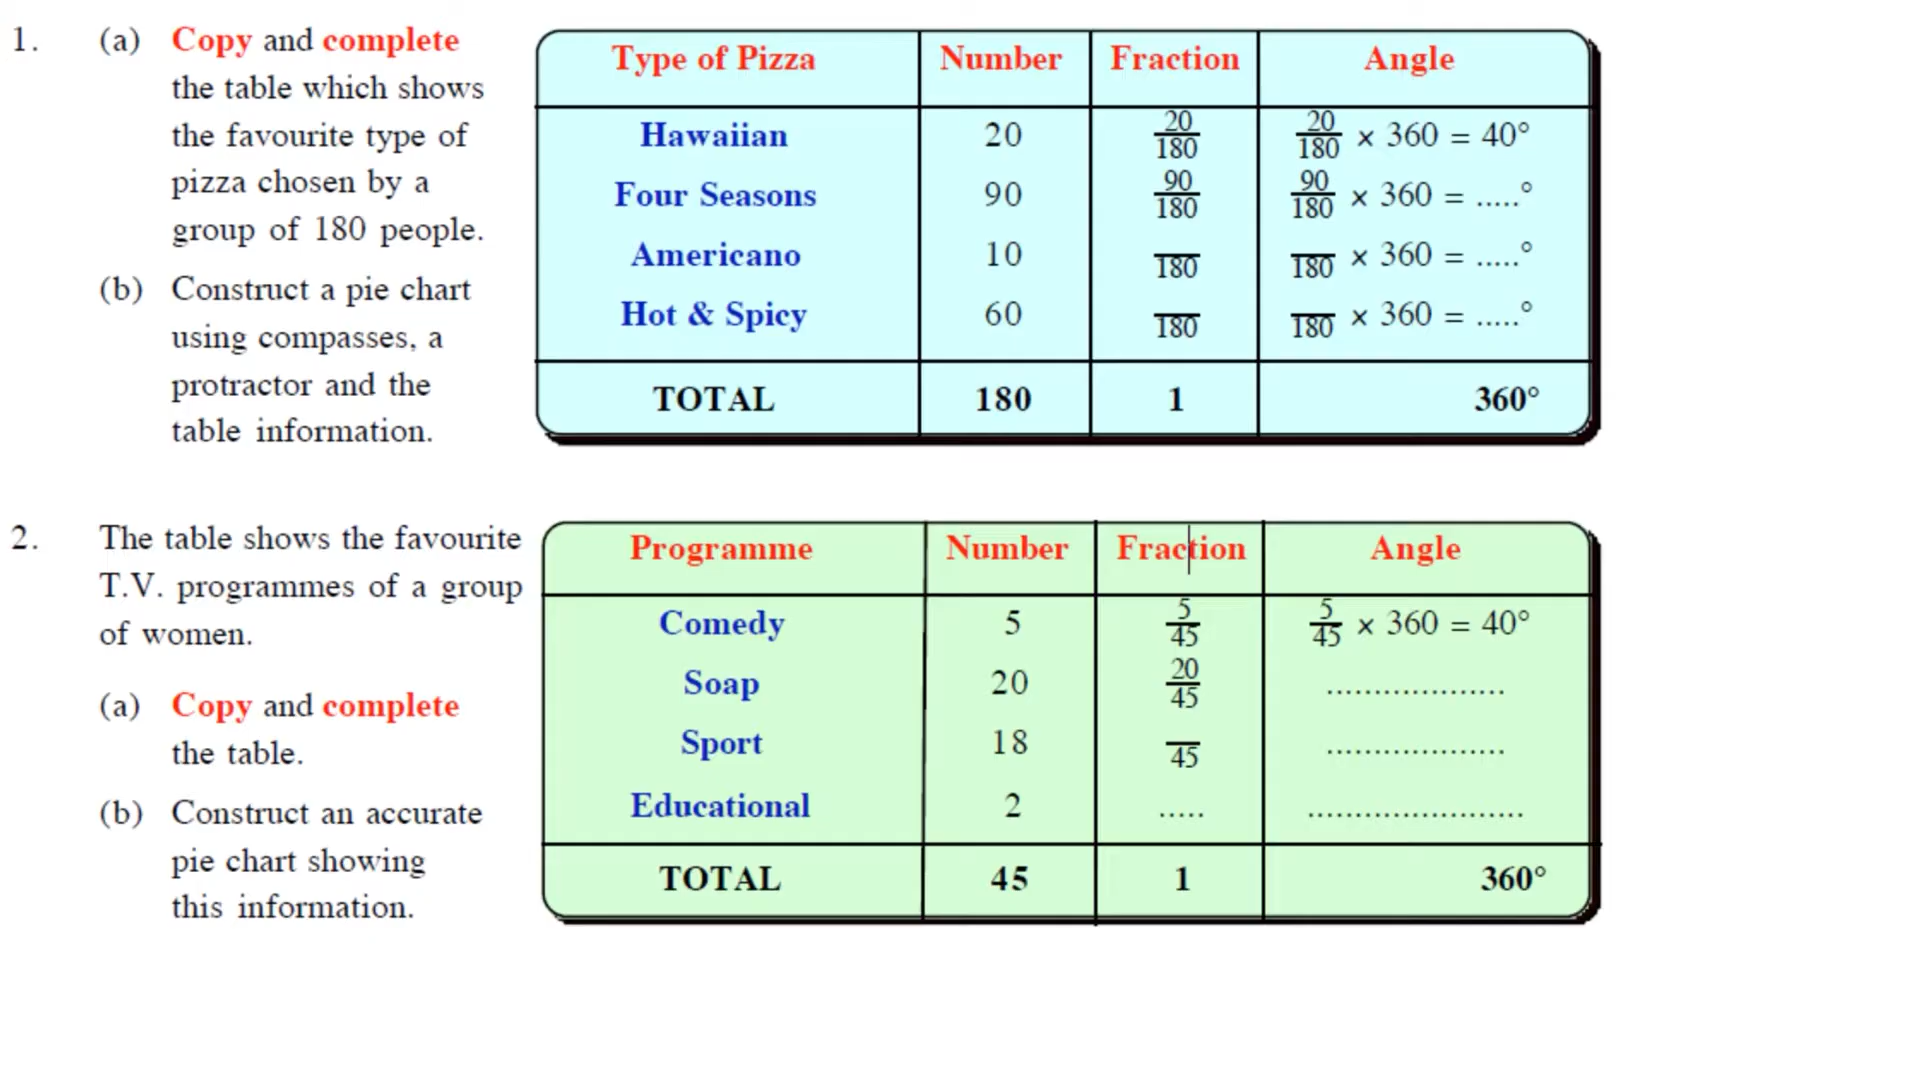 1. (a) Copy and complete
the table which shows
the favourite type of
pizza chosen by a
group of 180 people.
(b) Construct a pie chart
using compasses, a
protractor and the
table information.
Type of Pizza Number Fraction Angle
Hawaiian 20 20/180 20/180 × 360 = 40°
Four Seasons 90 90/180 90/180 × 360 = .....°
Americano 10 /180 /180 × 360 = .....°
Hot & Spicy 60 /180 /180 × 360 = .....°
TOTAL 180 1 360°
2. The table shows the favourite
T.V. programmes of a group
of women.
(a) Copy and complete
the table.
(b) Construct an accurate
pie chart showing
this information.
Programme Number Fraction Angle
Comedy 5 5/45 5/45 × 360 = 40°
Soap 20 20/45 ...................
Sport 18 /45 ...................
Educational 2 ..... .......................
TOTAL 45 1 360°